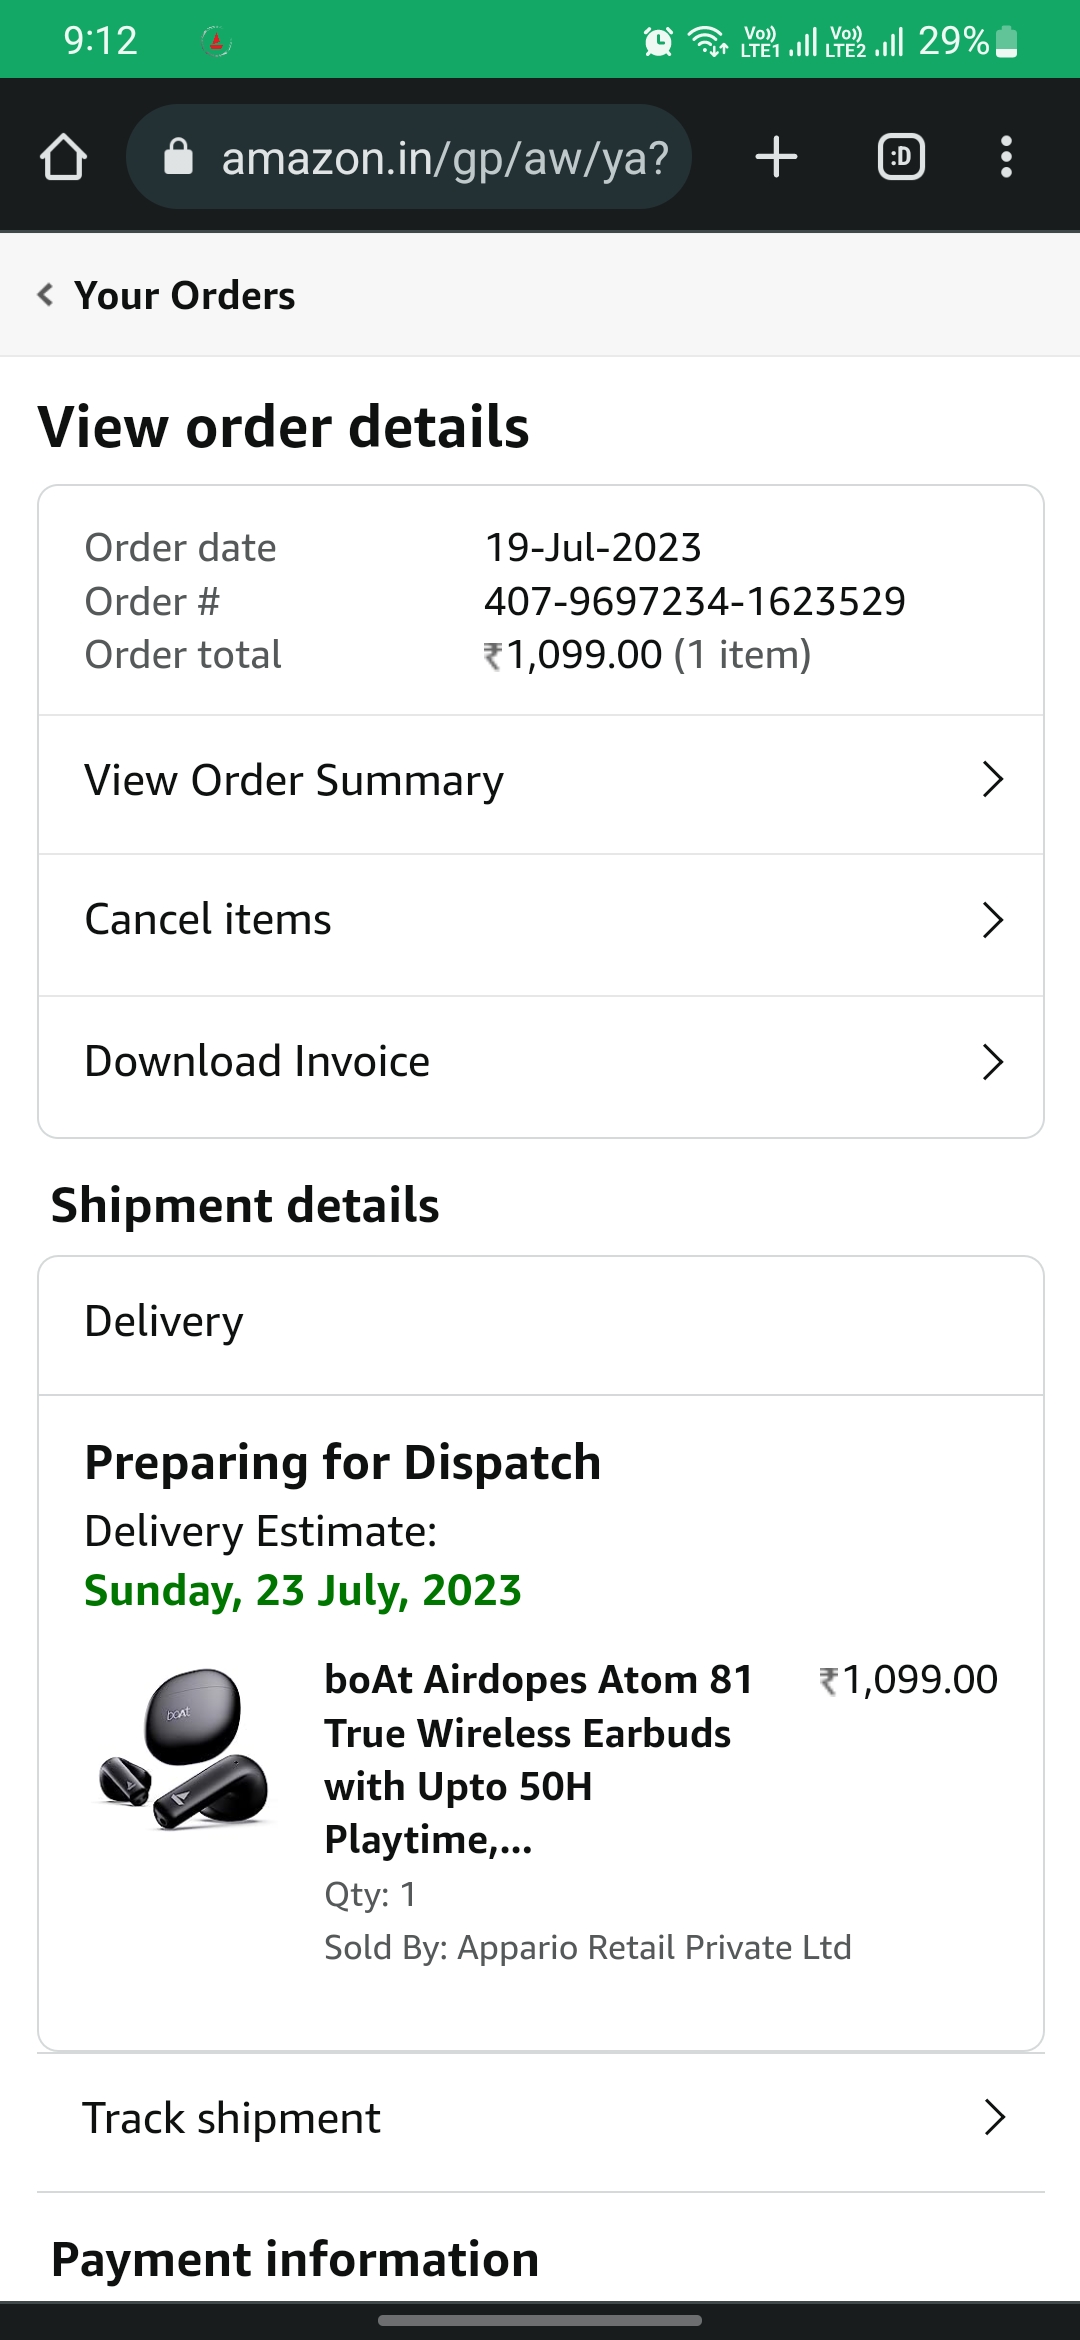 9:12
Vo)) LTE1 Vo)) LTE2 29%
amazon.in/gp/aw/ya?
:D
Your Orders
View order details
Order date 19-Jul-2023
Order # 407-9697234-1623529
Order total ₹1,099.00 (1 item)
View Order Summary
Cancel items
Download Invoice
Shipment details
Delivery
Preparing for Dispatch
Delivery Estimate:
Sunday, 23 July, 2023
boAt
boAt Airdopes Atom 81 ₹1,099.00
True Wireless Earbuds
with Upto 50H
Playtime,...
Qty: 1
Sold By: Appario Retail Private Ltd
Track shipment
Payment information